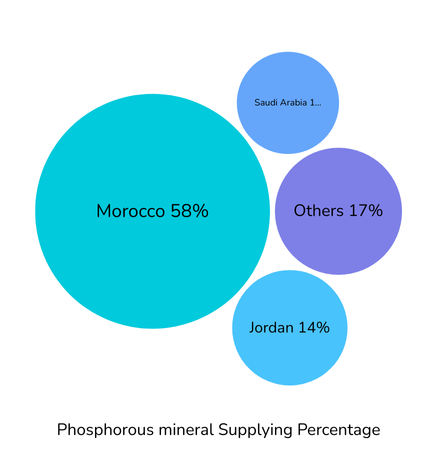 Saudi Arabia 1...
Morocco 58%
Others 17%
Jordan 14%
Phosphorous mineral Supplying Percentage